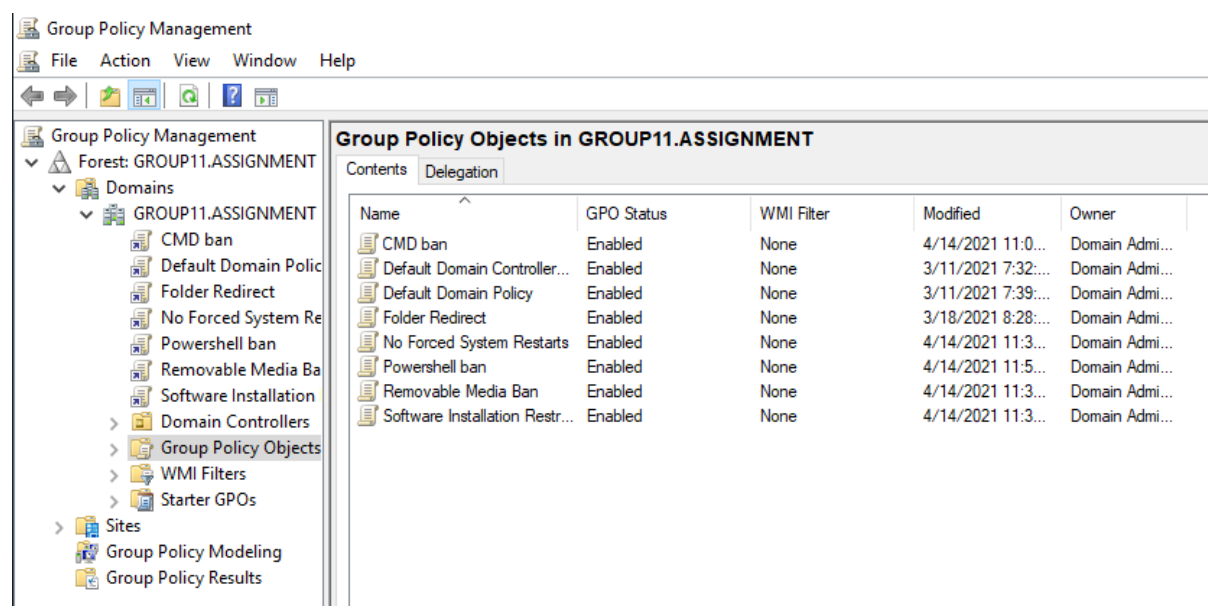 Group Policy Management
File Action View Window Help
Group Policy Management
Forest: GROUP11.ASSIGNMENT
Domains
GROUP11.ASSIGNMENT
CMD ban
Default Domain Polic
Folder Redirect
No Forced System Re
Powershell ban
Removable Media Ba
Software Installation
Domain Controllers
Group Policy Objects
WMI Filters
Starter GPOs
Sites
Group Policy Modeling
Group Policy Results
Group Policy Objects in GROUP11.ASSIGNMENT
Contents Delegation
Name GPO Status WMI Filter Modified Owner
CMD ban Enabled None 4/14/2021 11:0... Domain Admi...
Default Domain Controller... Enabled None 3/11/2021 7:32:... Domain Admi...
Default Domain Policy Enabled None 3/11/2021 7:39:... Domain Admi...
Folder Redirect Enabled None 3/18/2021 8:28:... Domain Admi...
No Forced System Restarts Enabled None 4/14/2021 11:3... Domain Admi...
Powershell ban Enabled None 4/14/2021 11:5... Domain Admi...
Removable Media Ban Enabled None 4/14/2021 11:3... Domain Admi...
Software Installation Restr... Enabled None 4/14/2021 11:3... Domain Admi...